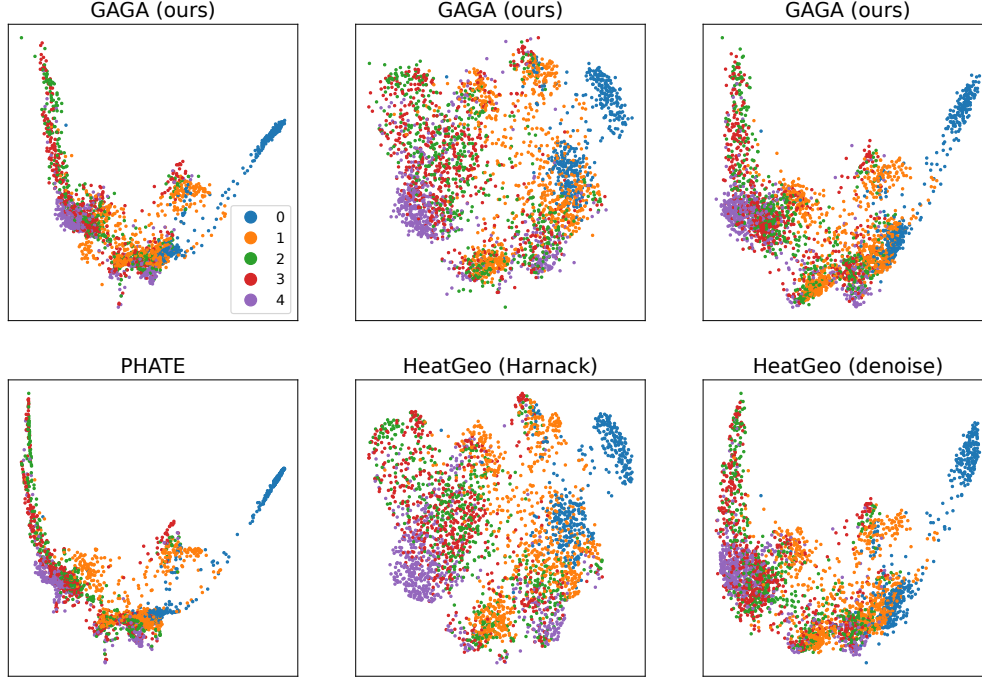 GAGA (ours)
GAGA (ours)
GAGA (ours)
0
1
2
3
4
PHATE
HeatGeo (Harnack)
HeatGeo (denoise)